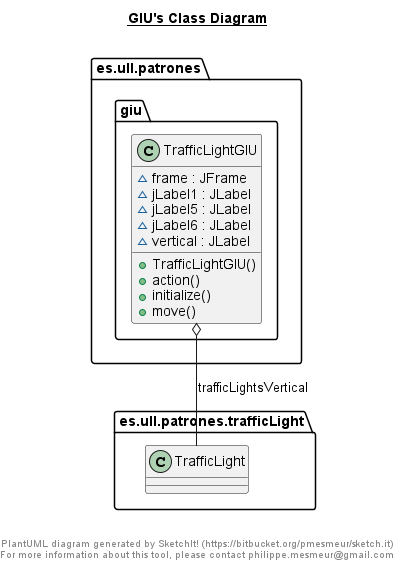 GIU's Class Diagram
es.ull.patrones
giu
C TrafficLightGIU
frame : JFrame
jLabel1 : JLabel
jLabel5 : JLabel
jLabel6 : JLabel
vertical : JLabel
TrafficLightGIU()
action()
initialize()
move()
trafficLightsVertical
es.ull.patrones.trafficLight
C TrafficLight
PlantUML diagram generated by SketchIt! (https://bitbucket.org/pmesmeur/sketch.it)
For more information about this tool, please contact philippe.mesmeur@gmail.com